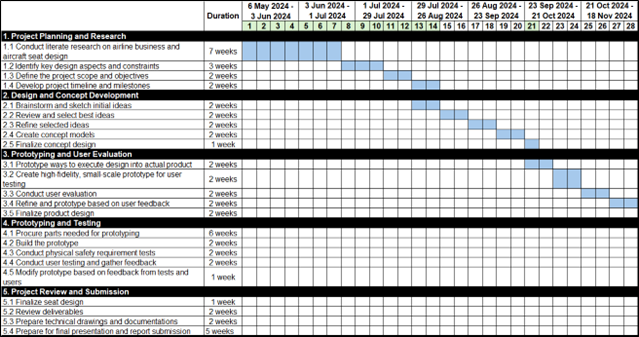 Duration
6 May 2024 - 3 Jun 2024
3 Jun 2024 - 1 Jul 2024
1 Jul 2024 - 29 Jul 2024
29 Jul 2024 - 26 Aug 2024
26 Aug 2024 - 23 Sep 2024
23 Sep 2024 - 21 Oct 2024
21 Oct 2024 - 18 Nov 2024
1 2 3 4 5 6 7 8 9 10 11 12 13 14 15 16 17 18 19 20 21 22 23 24 25 26 27 28
1. Project Planning and Research
1.1 Conduct literature research on airline business and aircraft seat design 7 weeks
1.2 Identify key design aspects and constraints 3 weeks
1.3 Define the project scope and objectives 2 weeks
1.4 Develop project timeline and milestones 2 weeks
2. Design and Concept Development
2.1 Brainstorm and sketch initial ideas 2 weeks
2.2 Review and select best ideas 2 weeks
2.3 Refine selected ideas 2 weeks
2.4 Create concept models 2 weeks
2.5 Finalize concept design 1 week
3. Prototyping and User Evaluation
3.1 Prototype ways to execute design into actual product 2 weeks
3.2 Create high-fidelity, small-scale prototype for user testing 2 weeks
3.3 Conduct user evaluation 2 weeks
3.4 Refine and prototype based on user feedback 2 weeks
3.5 Finalize product design 2 weeks
4. Prototyping and Testing
4.1 Procure parts needed for prototyping 6 weeks
4.2 Build the prototype 2 weeks
4.3 Conduct physical safety requirement tests 2 weeks
4.4 Conduct user testing and gather feedback 2 weeks
4.5 Modify prototype based on feedback from tests and users 1 week
5. Project Review and Submission
5.1 Finalize seat design 1 week
5.2 Review deliverables 2 weeks
5.3 Prepare technical drawings and documentations 2 weeks
5.4 Prepare for final presentation and report submission 5 weeks